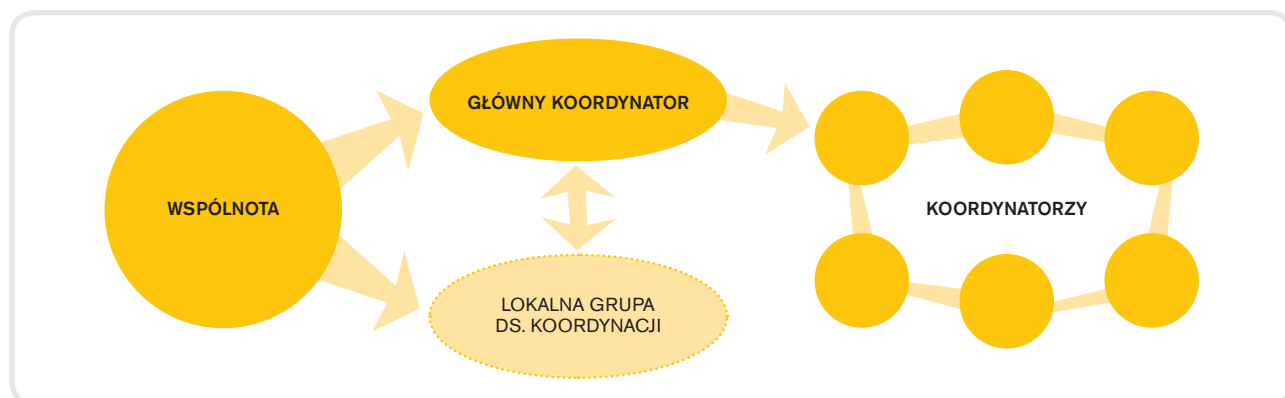 WSPÓLNOTA
GŁÓWNY KOORDYNATOR
LOKALNA GRUPA
DS. KOORDYNACJI
KOORDYNATORZY